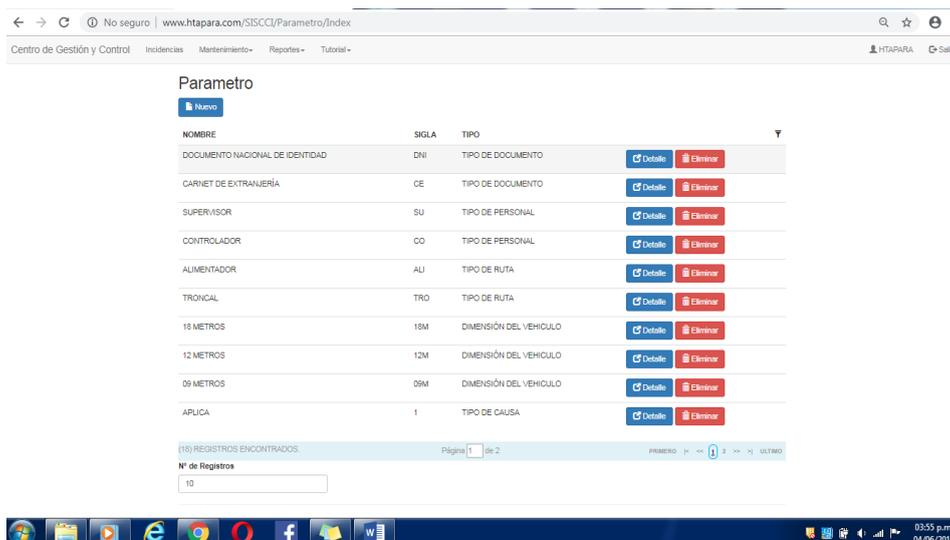 No seguro | www.htapara.com/SISCCI/Parametro/Index
Centro de Gestión y Control Incidencias Mantenimiento Reportes Tutorial HTAPARA Sal
Parametro
Nuevo
NOMBRE SIGLA TIPO
DOCUMENTO NACIONAL DE IDENTIDAD DNI TIPO DE DOCUMENTO Detalle Eliminar
CARNET DE EXTRANJERÍA CE TIPO DE DOCUMENTO Detalle Eliminar
SUPERVISOR SU TIPO DE PERSONAL Detalle Eliminar
CONTROLADOR CO TIPO DE PERSONAL Detalle Eliminar
ALIMENTADOR ALI TIPO DE RUTA Detalle Eliminar
TRONCAL TRO TIPO DE RUTA Detalle Eliminar
18 METROS 18M DIMENSIÓN DEL VEHICULO Detalle Eliminar
12 METROS 12M DIMENSIÓN DEL VEHICULO Detalle Eliminar
09 METROS 09M DIMENSIÓN DEL VEHICULO Detalle Eliminar
APLICA 1 TIPO DE CAUSA Detalle Eliminar
(18) REGISTROS ENCONTRADOS. Página 1 de 2 PRIMERO |< << 1 2 >> >| ULTIMO
N° de Registros
10
03:55 p.m